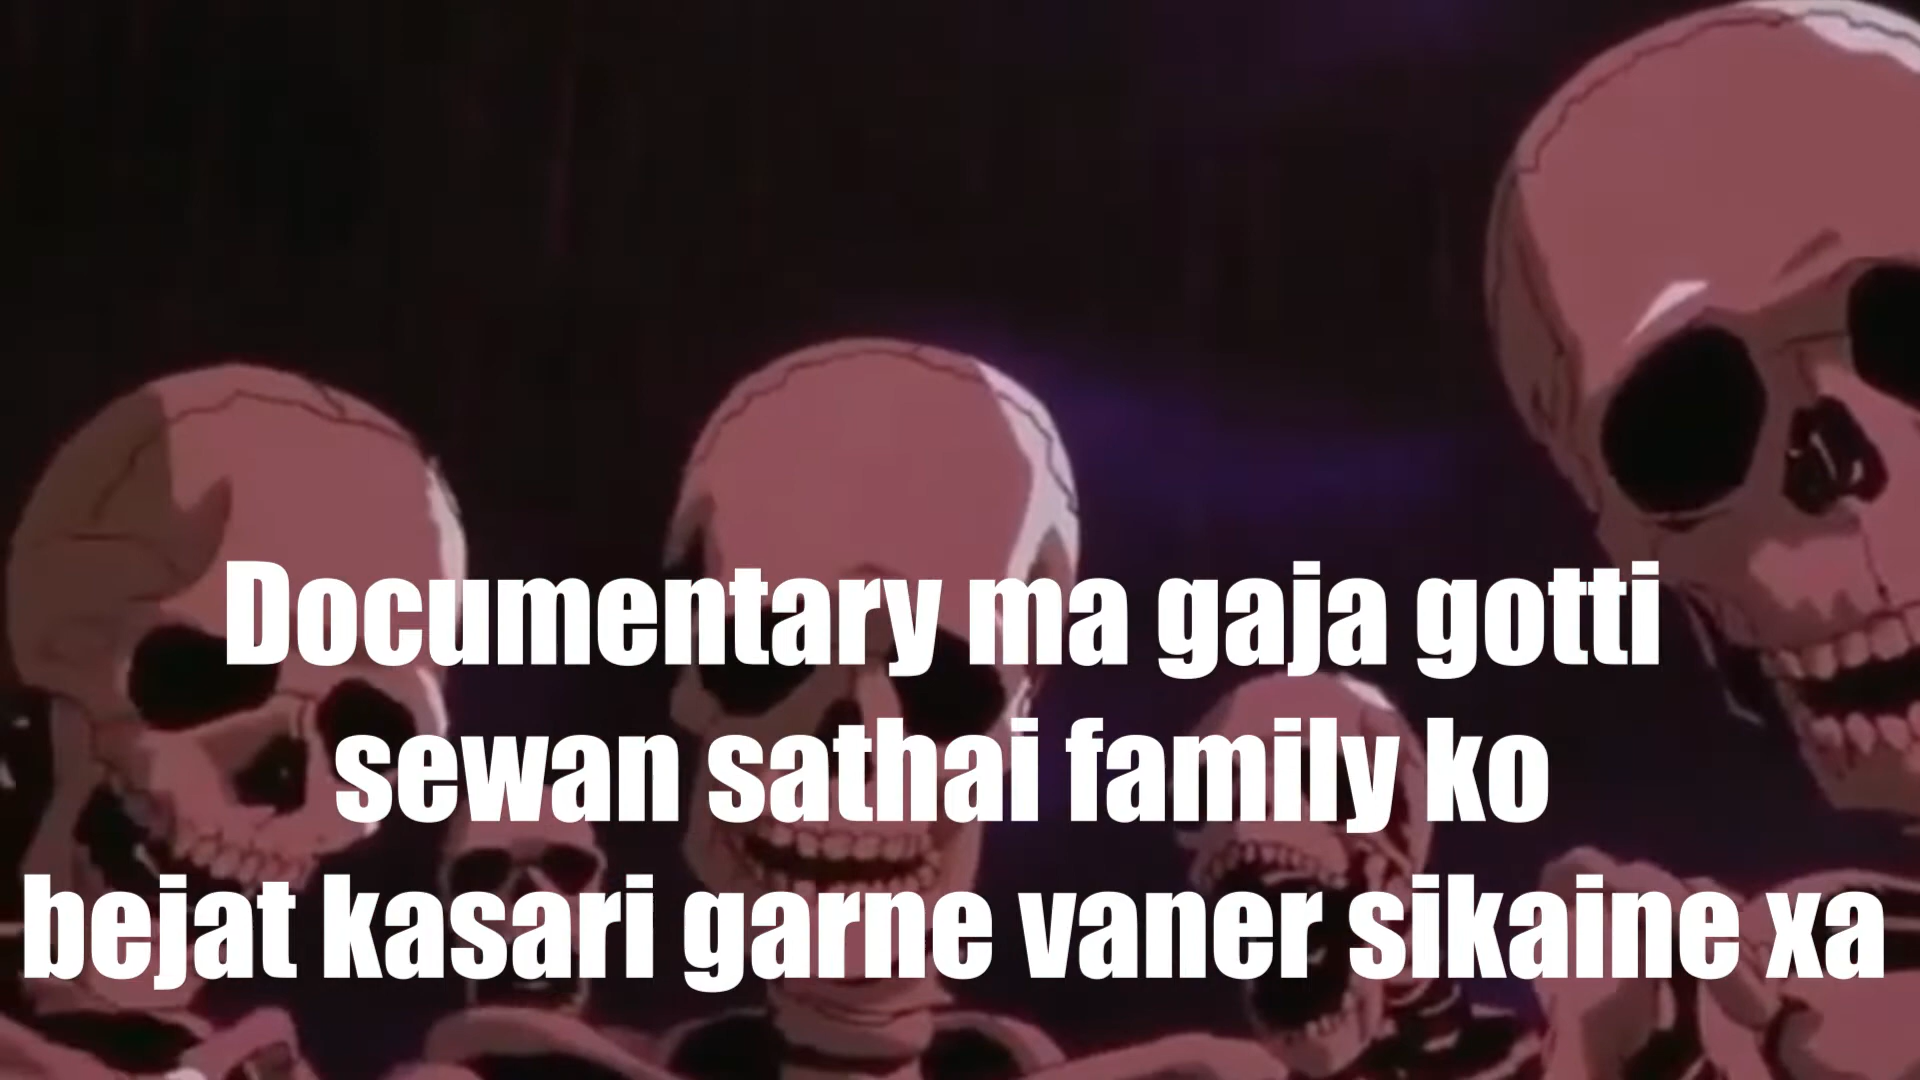 Documentary ma gaja gotti
sewan sathai family ko
bejat kasari garne vaner sikaine xa